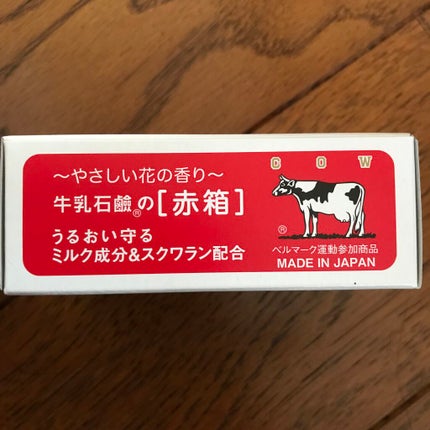 ～やさしい花の香り～
牛乳石鹼®の［赤箱］
うるおい守る
ミルク成分&スクワラン配合
COW
®
ベルマーク運動参加商品
MADE IN JAPAN